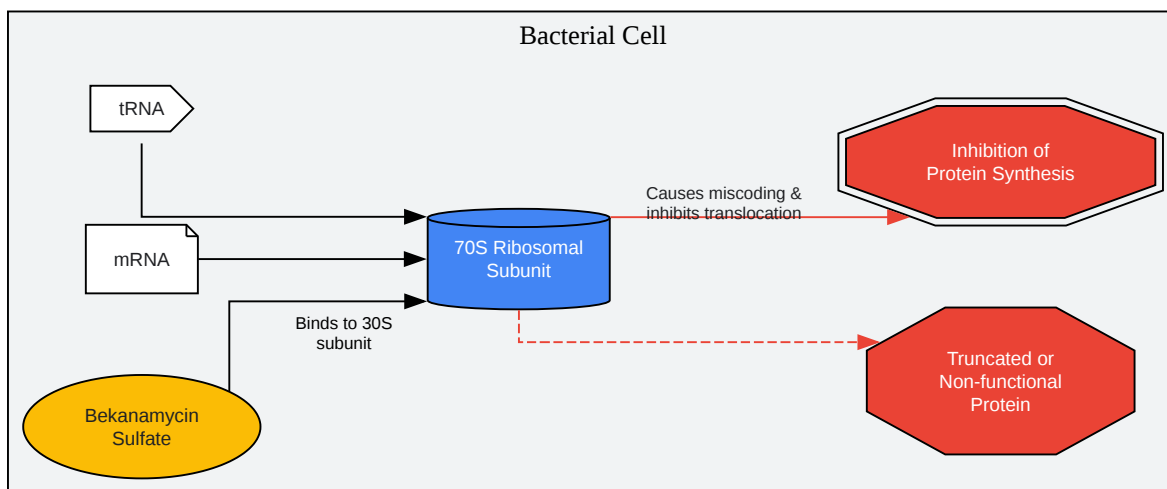 Bacterial Cell
tRNA
mRNA
Binds to 30S
subunit
Bekanamycin
Sulfate
70S Ribosomal
Subunit
Causes miscoding &
inhibits translocation
Inhibition of
Protein Synthesis
Truncated or
Non-functional
Protein